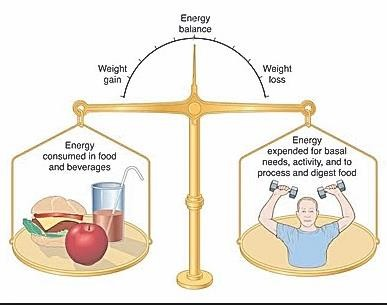 Energy
balance
Weight
gain
Weight
loss
Energy
consumed in food
and beverages
Energy
expended for basal
needs, activity, and to
process and digest food